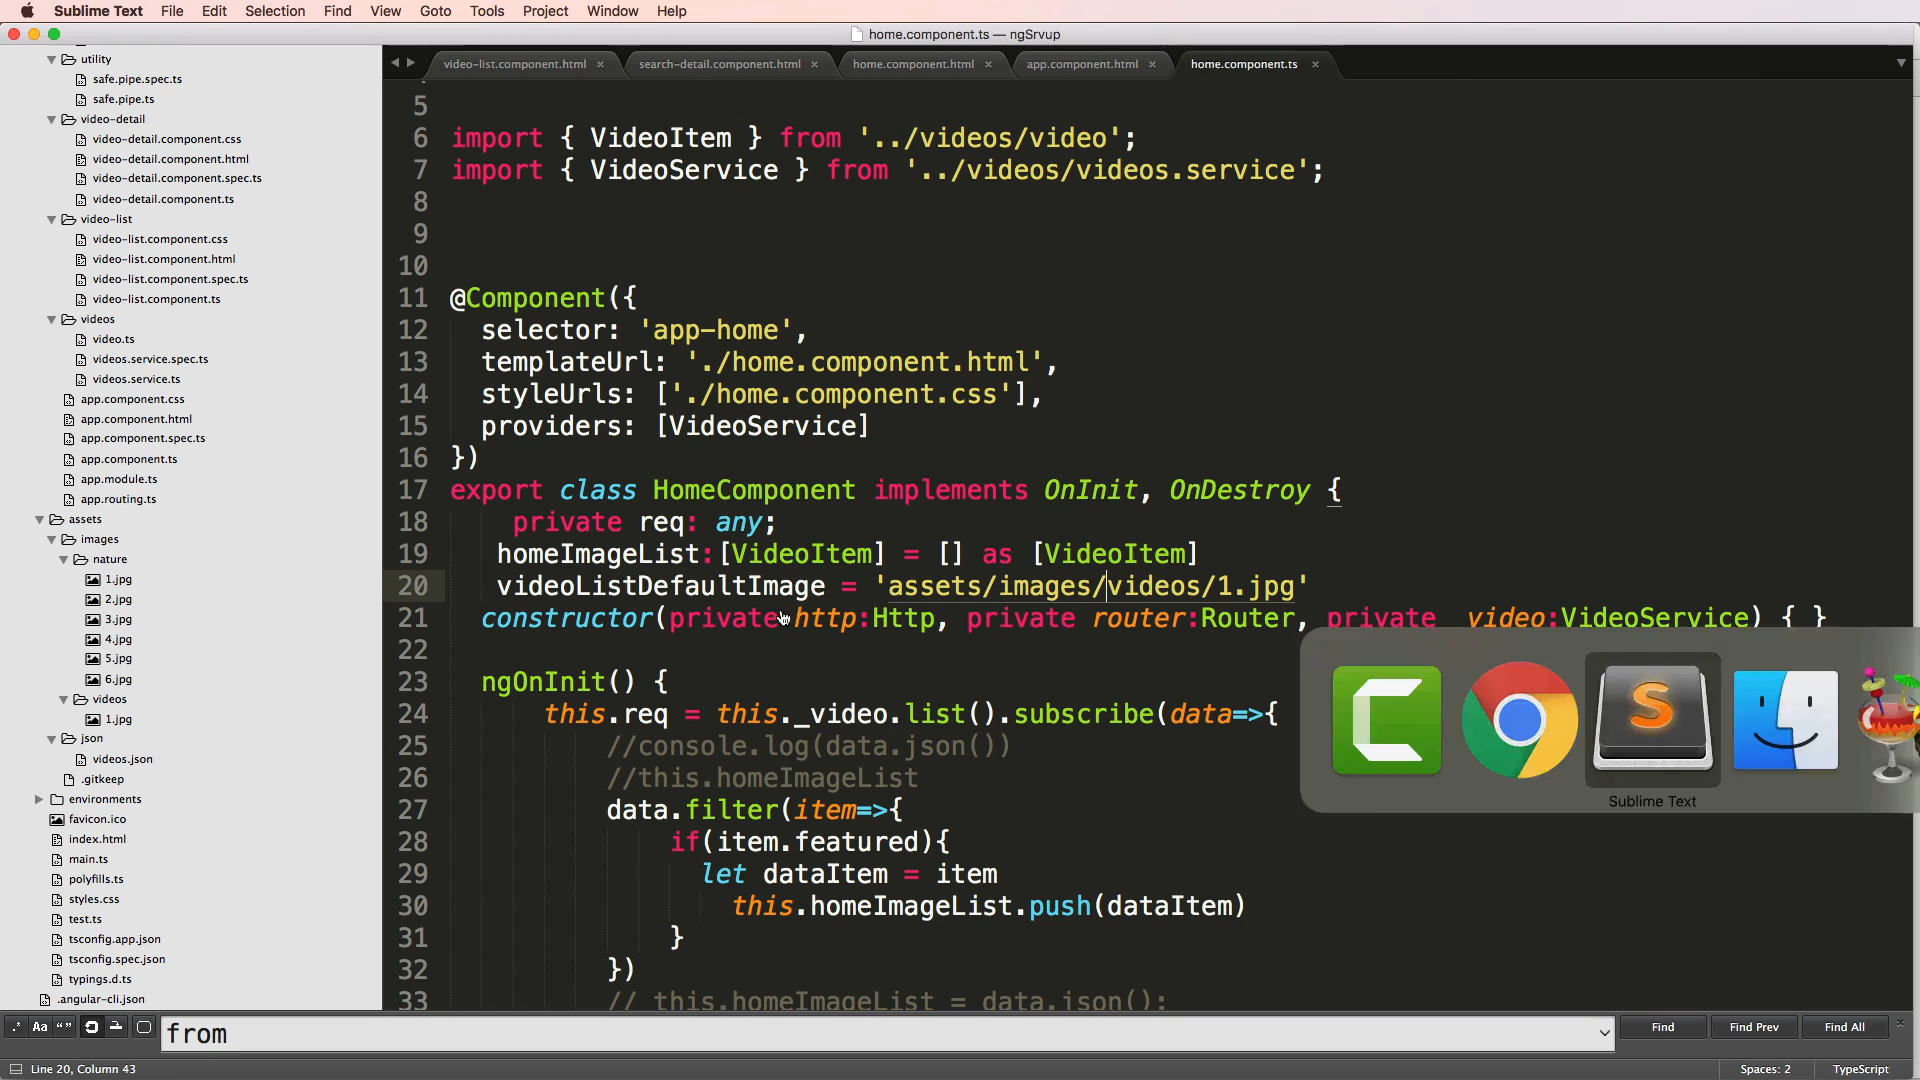 Sublime Text File Edit Selection Find View Goto Tools Project Window Help
home.component.ts — ngSrvup
video-list.component.html × search-detail.component.html × home.component.html × app.component.html × home.component.ts ×
utility
safe.pipe.spec.ts
safe.pipe.ts
video-detail
video-detail.component.css
video-detail.component.html
video-detail.component.spec.ts
video-detail.component.ts
video-list
video-list.component.css
video-list.component.html
video-list.component.spec.ts
video-list.component.ts
videos
video.ts
videos.service.spec.ts
videos.service.ts
app.component.css
app.component.html
app.component.spec.ts
app.component.ts
app.module.ts
app.routing.ts
assets
images
nature
1.jpg
2.jpg
3.jpg
4.jpg
5.jpg
6.jpg
videos
1.jpg
json
videos.json
.gitkeep
environments
favicon.ico
index.html
main.ts
polyfills.ts
styles.css
test.ts
tsconfig.app.json
tsconfig.spec.json
typings.d.ts
.angular-cli.json
5
6 import { VideoItem } from '../videos/video';
7 import { VideoService } from '../videos/videos.service';
8
9
10
11 @Component({
12 selector: 'app-home',
13 templateUrl: './home.component.html',
14 styleUrls: ['./home.component.css'],
15 providers: [VideoService]
16 })
17 export class HomeComponent implements OnInit, OnDestroy {
18 private req: any;
19 homeImageList:[VideoItem] = [] as [VideoItem]
20 videoListDefaultImage = 'assets/images/videos/1.jpg'
21 constructor(private http:Http, private router:Router, private _video:VideoService) { }
22
23 ngOnInit() {
24 this.req = this._video.list().subscribe(data=>{
25 //console.log(data.json())
26 //this.homeImageList
27 data.filter(item=>{
28 if(item.featured){
29 let dataItem = item
30 this.homeImageList.push(dataItem)
31 }
32 })
33 // this.homeImageList = data.json();
Sublime Text
.* Aa “” from Find Find Prev Find All ×
Line 20, Column 43 Spaces: 2 TypeScript